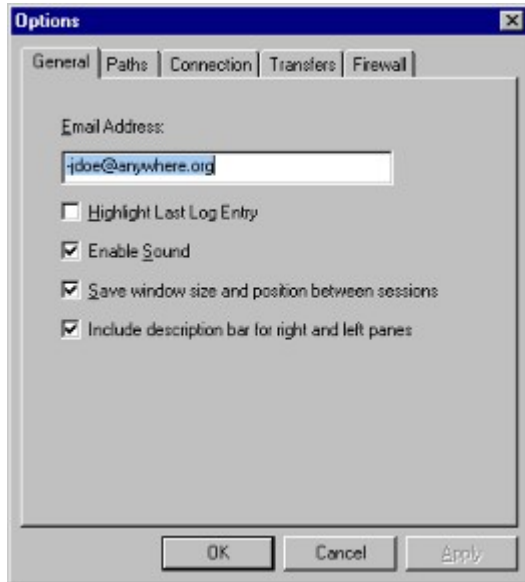 Options
General Paths Connection Transfers Firewall
Email Address:
-jdoe@anywhere.org
Highlight Last Log Entry
Enable Sound
Save window size and position between sessions
Include description bar for right and left panes
OK Cancel Apply